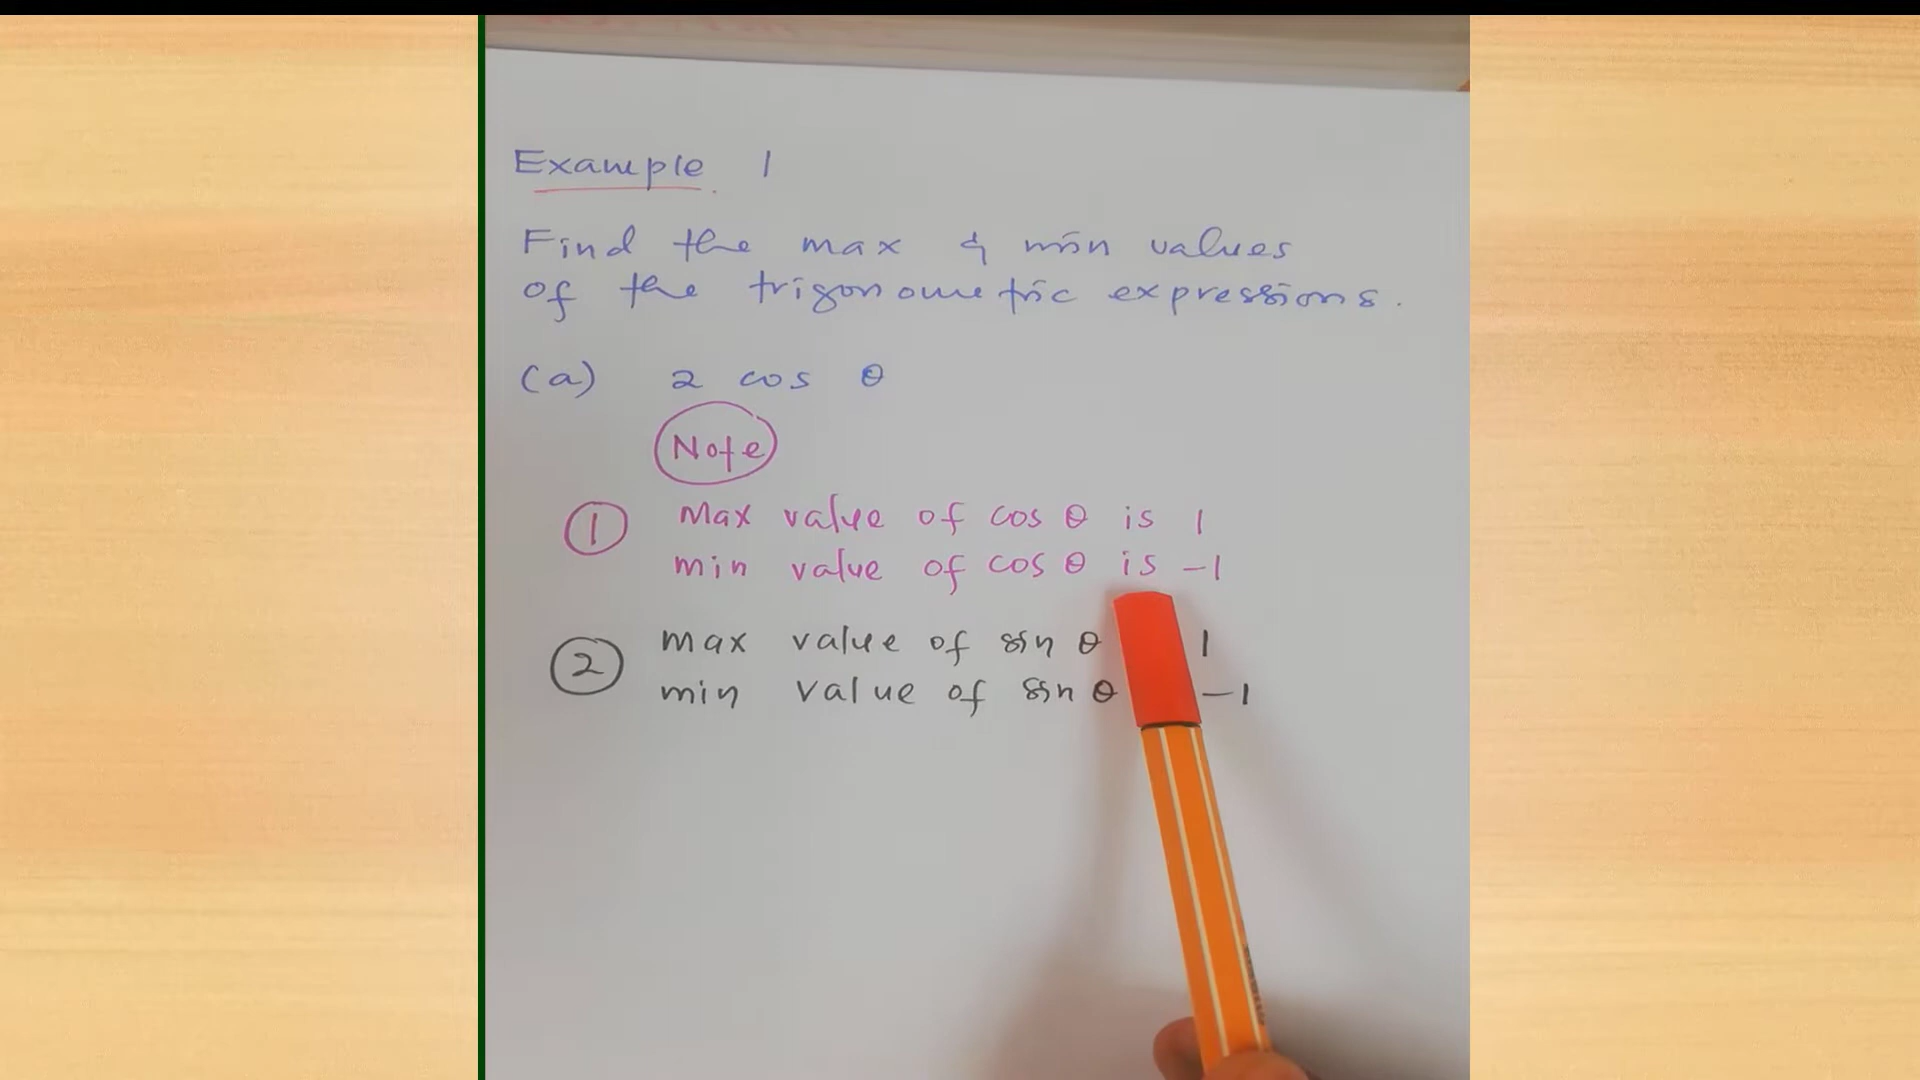 Example 1
Find the max & min values
of the trigonometric expressions.
(a) 2 cos θ
Note
① Max value of cos θ is 1
min value of cos θ is -1
② max value of sin θ 1
min value of sin θ -1